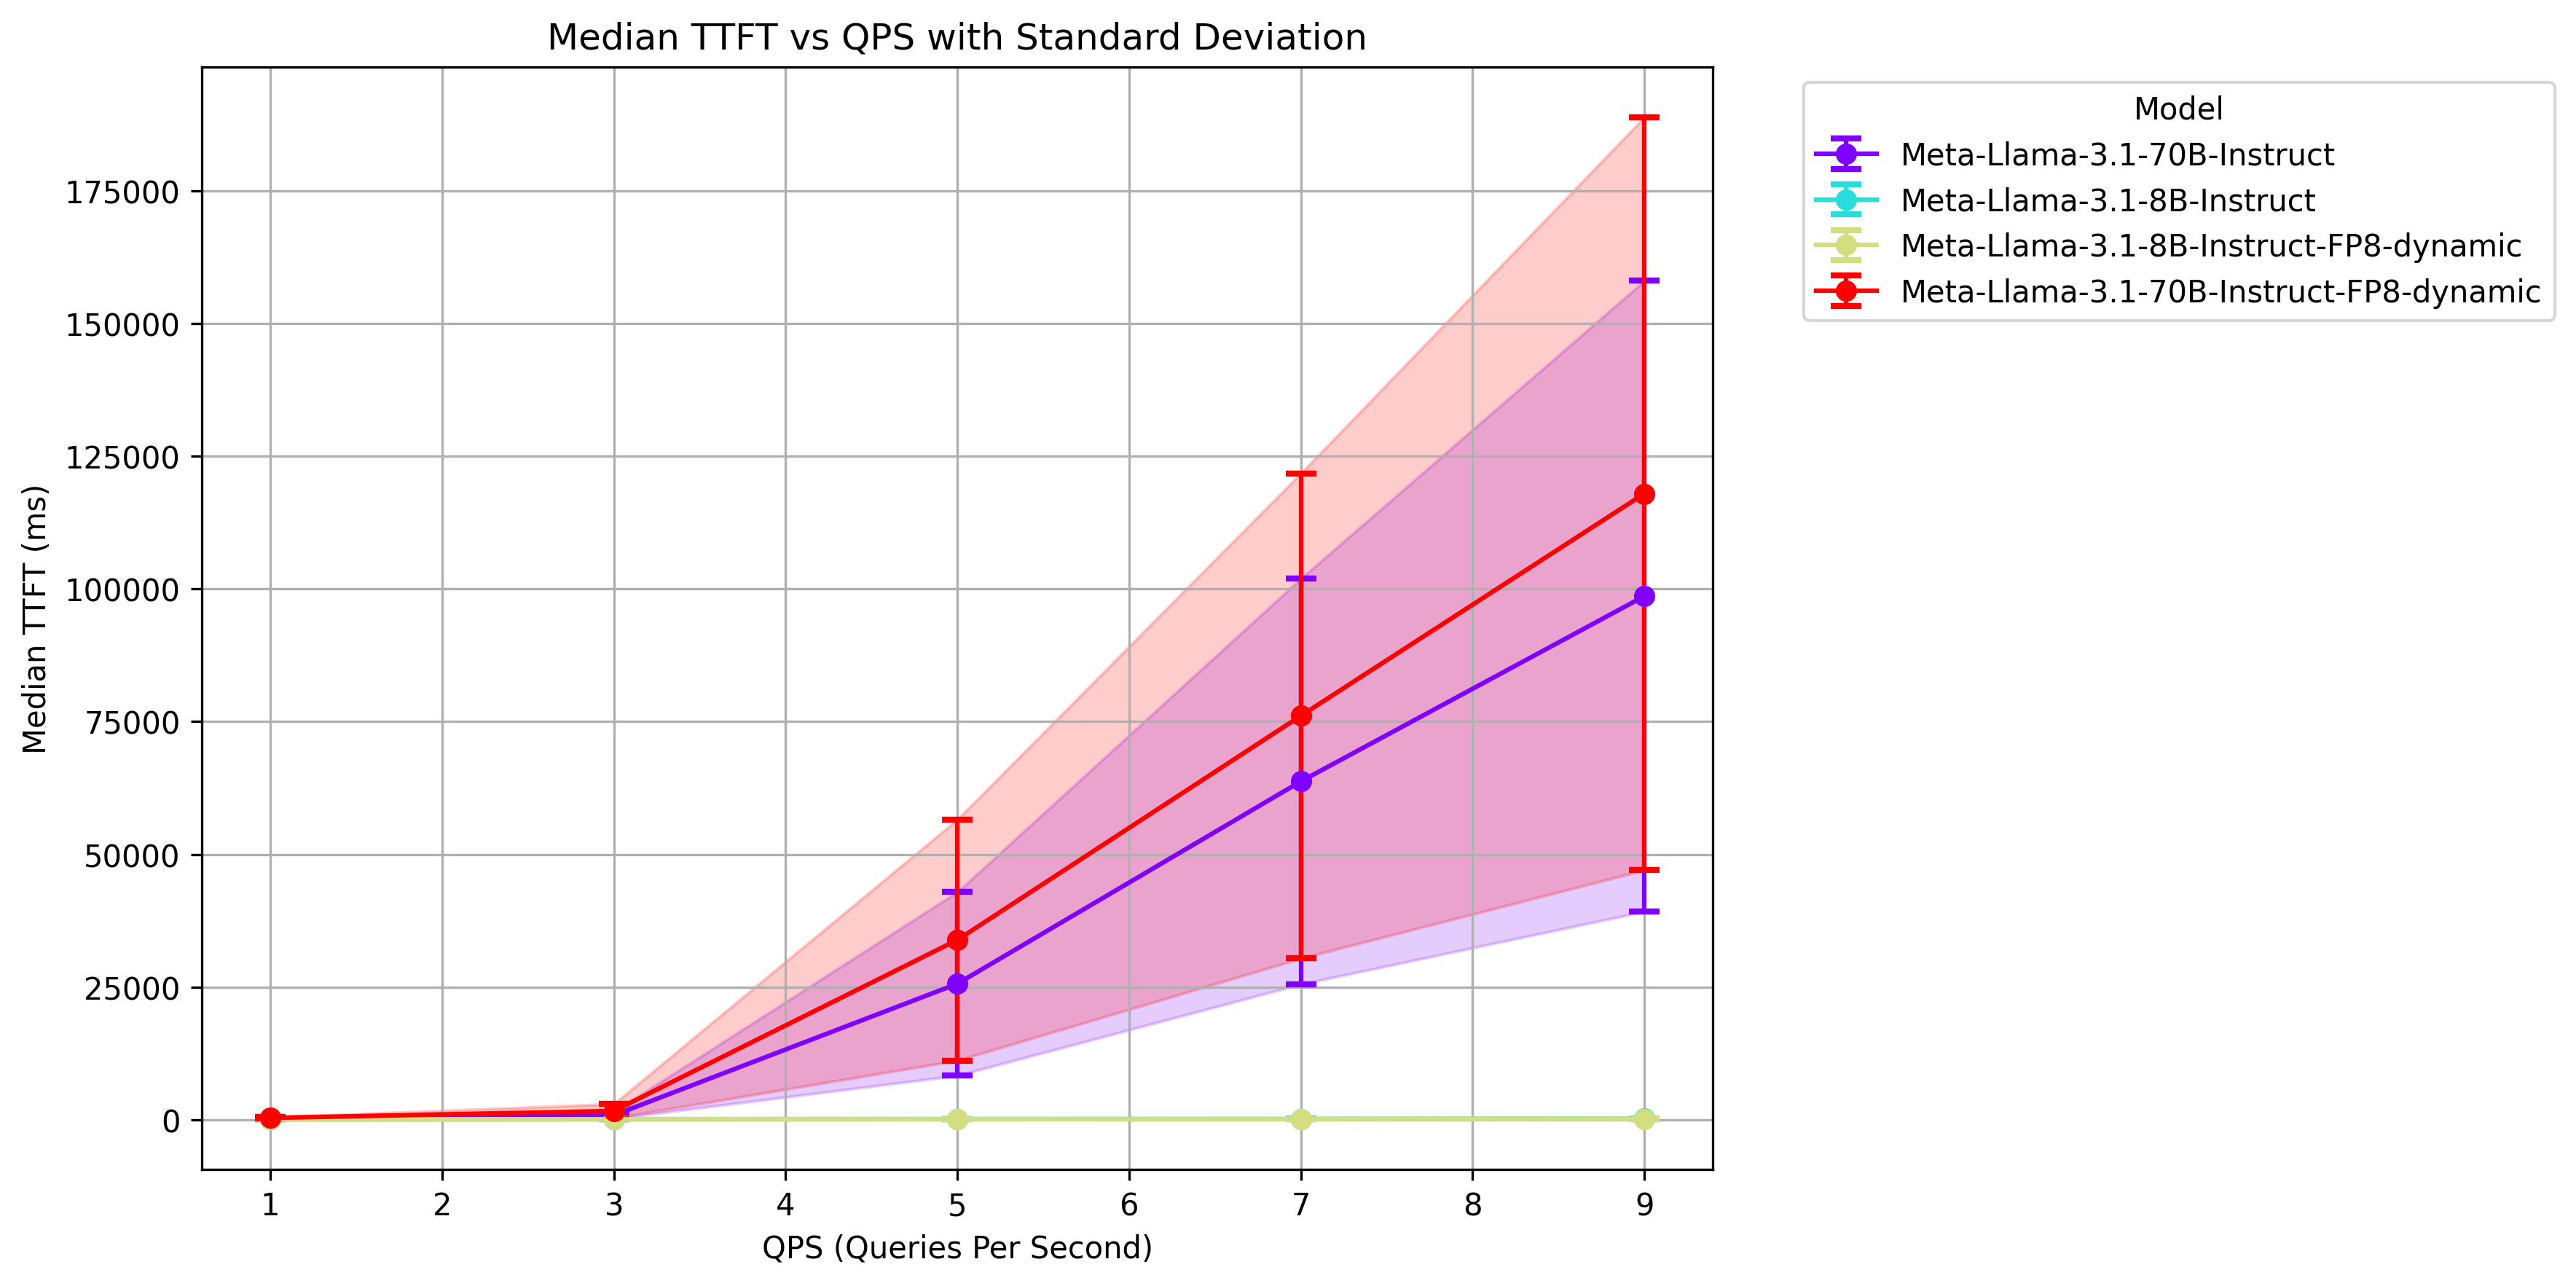 Median TTFT vs QPS with Standard Deviation
Model
Meta-Llama-3.1-70B-Instruct
Meta-Llama-3.1-8B-Instruct
Meta-Llama-3.1-8B-Instruct-FP8-dynamic
Meta-Llama-3.1-70B-Instruct-FP8-dynamic
Median TTFT (ms)
175000
150000
125000
100000
75000
50000
25000
0
1 2 3 4 5 6 7 8 9
QPS (Queries Per Second)